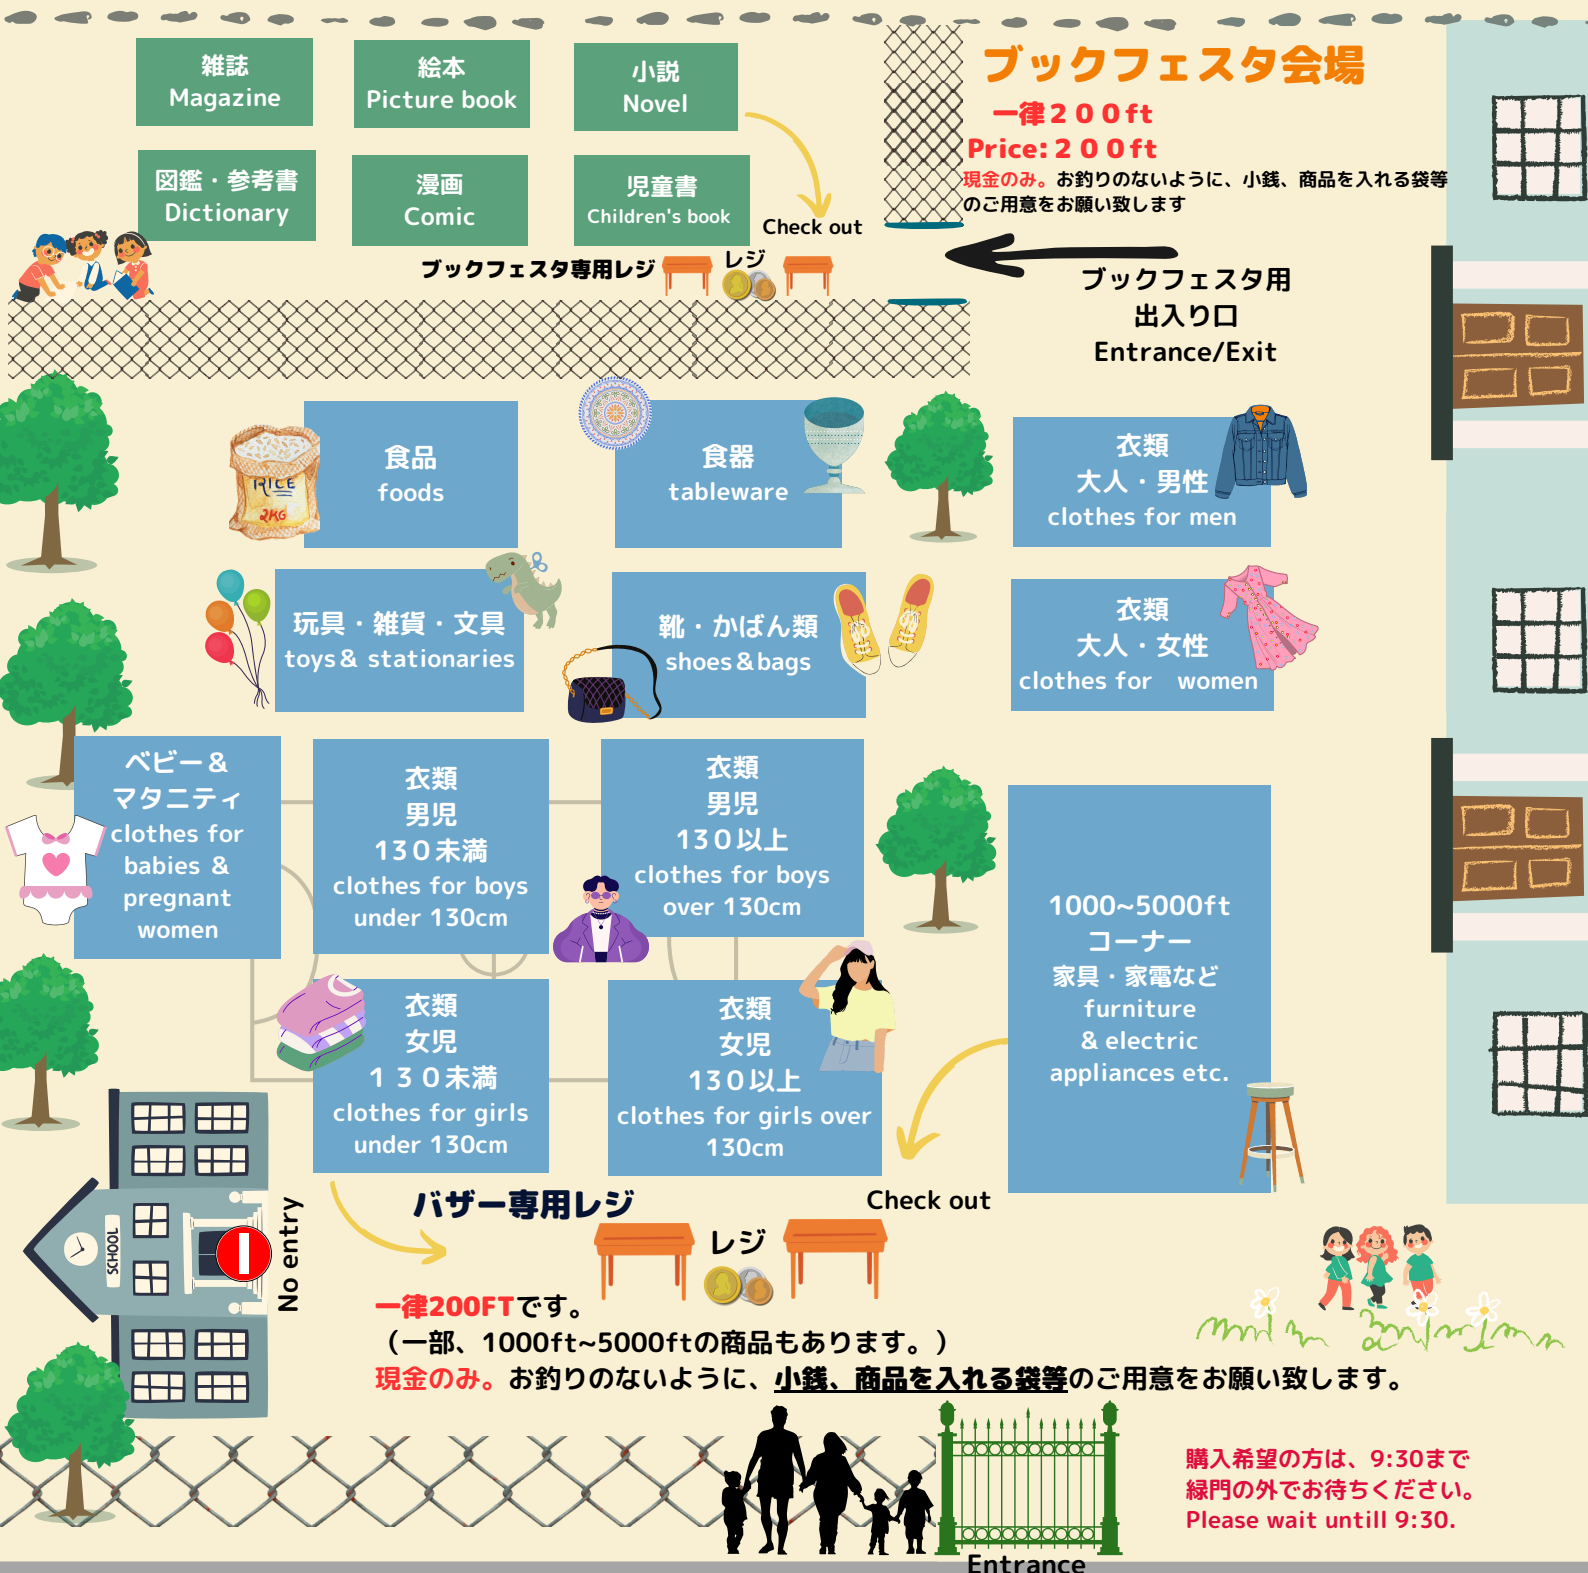 雑誌
Magazine
絵本
Picture book
小説
Novel
図鑑・参考書
Dictionary
漫画
Comic
児童書
Children's book
Check out
ブックフェスタ専用レジ
レジ
ブックフェスタ会場
一律２００ft
Price:２００ft
現金のみ。お釣りのないように、小銭、商品を入れる袋等
のご用意をお願い致します
ブックフェスタ用
出入り口
Entrance/Exit
RICE
2KG
食品
foods
食器
tableware
衣類
大人・男性
clothes for men
玩具・雑貨・文具
toys＆ stationaries
靴・かばん類
shoes＆bags
衣類
大人・女性
clothes for　women
ベビー＆
マタニティ
clothes for
babies ＆
pregnant
women
衣類
男児
13０未満
clothes for boys
under 130cm
衣類
男児
13０以上
clothes for boys
over 130cm
衣類
女児
１３０未満
clothes for girls
under 130cm
衣類
女児
13０以上
clothes for girls over
130cm
1000~5000ft
コーナー
家具・家電など
furniture
& electric
appliances etc.
SCHOOL
No entry
バザー専用レジ
レジ
Check out
一律200FTです。
（一部、1000ft~5000ftの商品もあります。）
現金のみ。お釣りのないように、小銭、商品を入れる袋等のご用意をお願い致します。
購入希望の方は、9:30まで
緑門の外でお待ちください。
Please wait untill 9:30.
Entrance